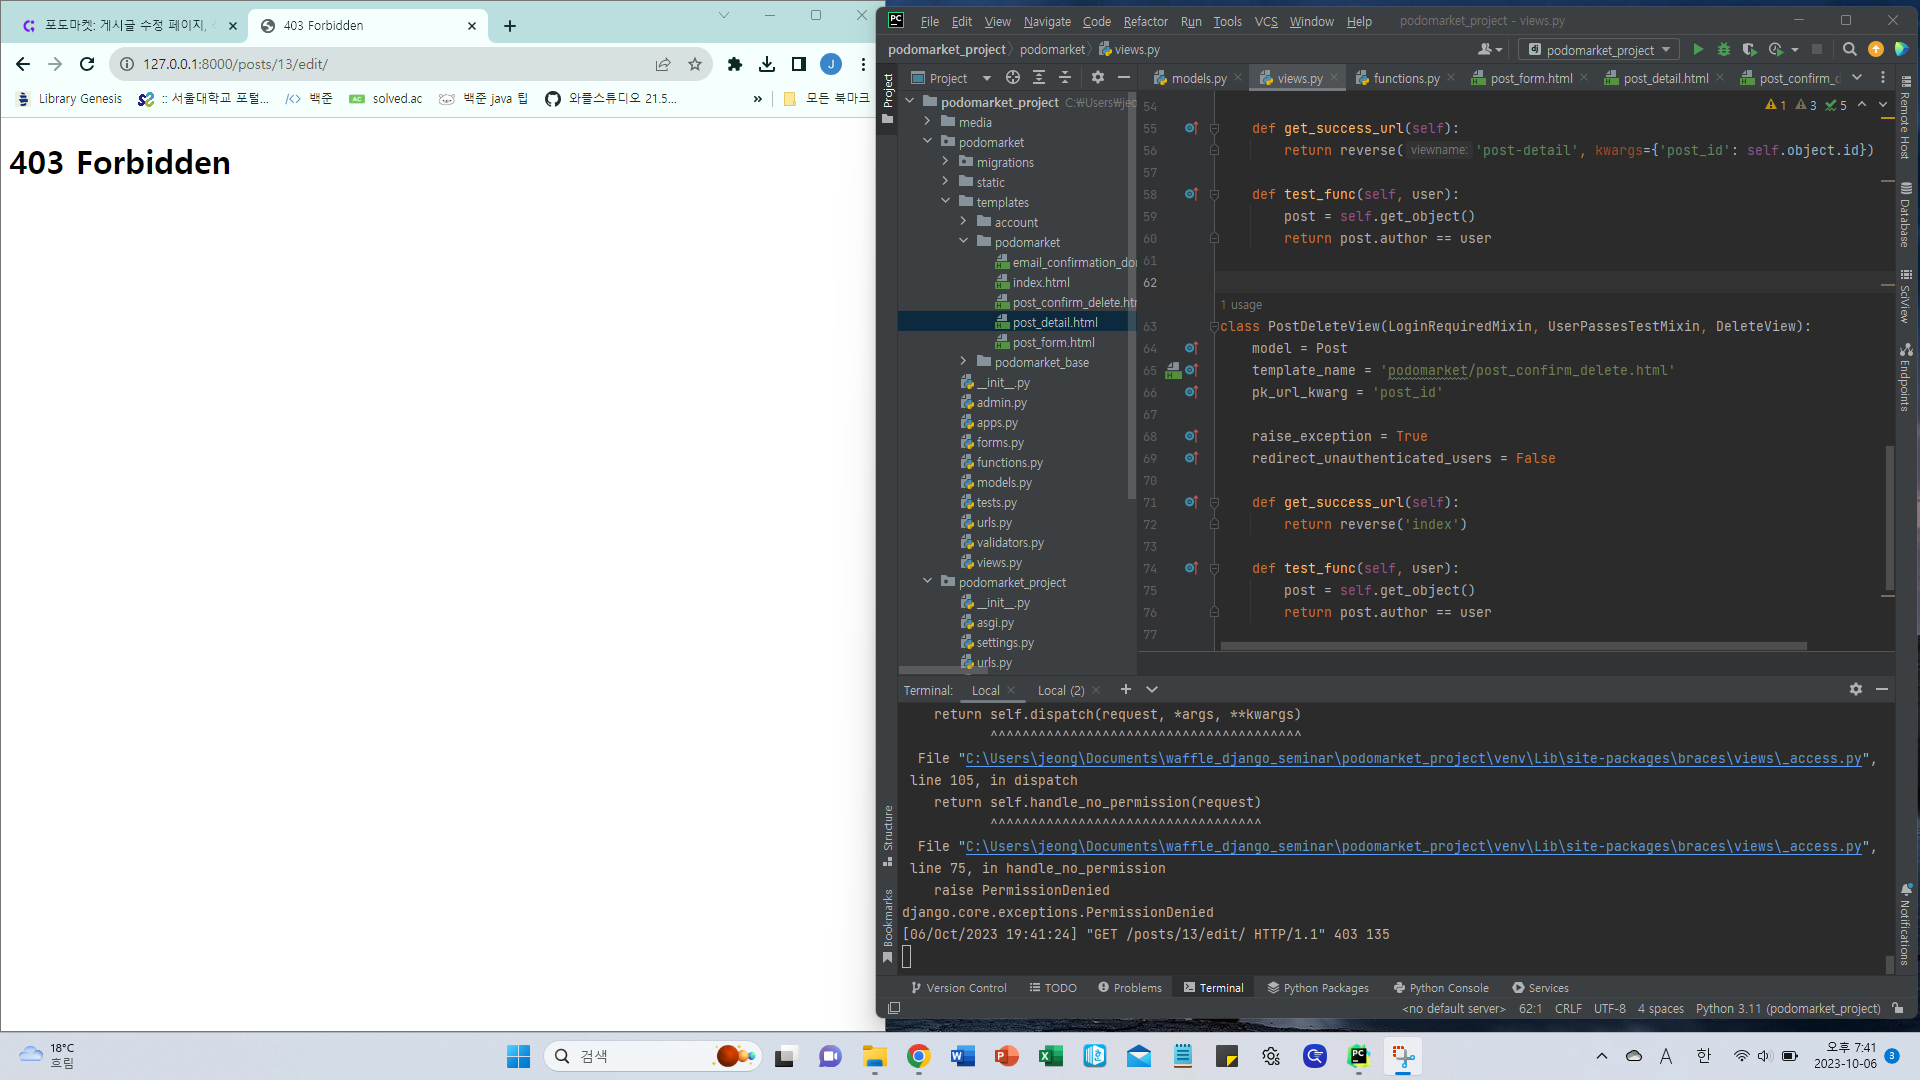 포도마켓: 게시글 수정 페이지,
403 Forbidden
127.0.0.1:8000/posts/13/edit/
J
Library Genesis
:: 서울대학교 포털...
백준
solved.ac
백준 java 팁
와플스튜디오 21.5...
»
모든 북마크
403 Forbidden
PC
File Edit View Navigate Code Refactor Run Tools VCS Window Help
podomarket_project - views.py
podomarket_project
podomarket
views.py
podomarket_project
Project
Project
podomarket_project C:₩Users₩jeo
media
podomarket
migrations
static
templates
account
podomarket
email_confirmation_do
index.html
post_confirm_delete.ht
post_detail.html
post_form.html
podomarket_base
__init__.py
admin.py
apps.py
forms.py
functions.py
models.py
tests.py
urls.py
validators.py
views.py
podomarket_project
__init__.py
asgi.py
settings.py
urls.py
models.py
views.py
functions.py
post_form.html
post_detail.html
post_confirm_d
1 3 5
54
55 def get_success_url(self):
56 return reverse( viewname: 'post-detail', kwargs={'post_id': self.object.id})
57
58 def test_func(self, user):
59 post = self.get_object()
60 return post.author == user
61
62
1 usage
63 class PostDeleteView(LoginRequiredMixin, UserPassesTestMixin, DeleteView):
64 model = Post
65 template_name = 'podomarket/post_confirm_delete.html'
66 pk_url_kwarg = 'post_id'
67
68 raise_exception = True
69 redirect_unauthenticated_users = False
70
71 def get_success_url(self):
72 return reverse('index')
73
74 def test_func(self, user):
75 post = self.get_object()
76 return post.author == user
77
Remote Host
Database
SciView
Endpoints
Notifications
Structure
Bookmarks
Terminal: Local Local (2)
return self.dispatch(request, *args, **kwargs)
^^^^^^^^^^^^^^^^^^^^^^^^^^^^^^^^^^^^^^^
File "C:\Users\jeong\Documents\waffle_django_seminar\podomarket_project\venv\Lib\site-packages\braces\views\_access.py",
line 105, in dispatch
return self.handle_no_permission(request)
^^^^^^^^^^^^^^^^^^^^^^^^^^^^^^^^^^
File "C:\Users\jeong\Documents\waffle_django_seminar\podomarket_project\venv\Lib\site-packages\braces\views\_access.py",
line 75, in handle_no_permission
raise PermissionDenied
django.core.exceptions.PermissionDenied
[06/Oct/2023 19:41:24] "GET /posts/13/edit/ HTTP/1.1" 403 135
Version Control
TODO
Problems
Terminal
Python Packages
Python Console
Services
<no default server> 62:1 CRLF UTF-8 4 spaces Python 3.11 (podomarket_project)
18°C
흐림
검색
A
한
오후 7:41
2023-10-06
3